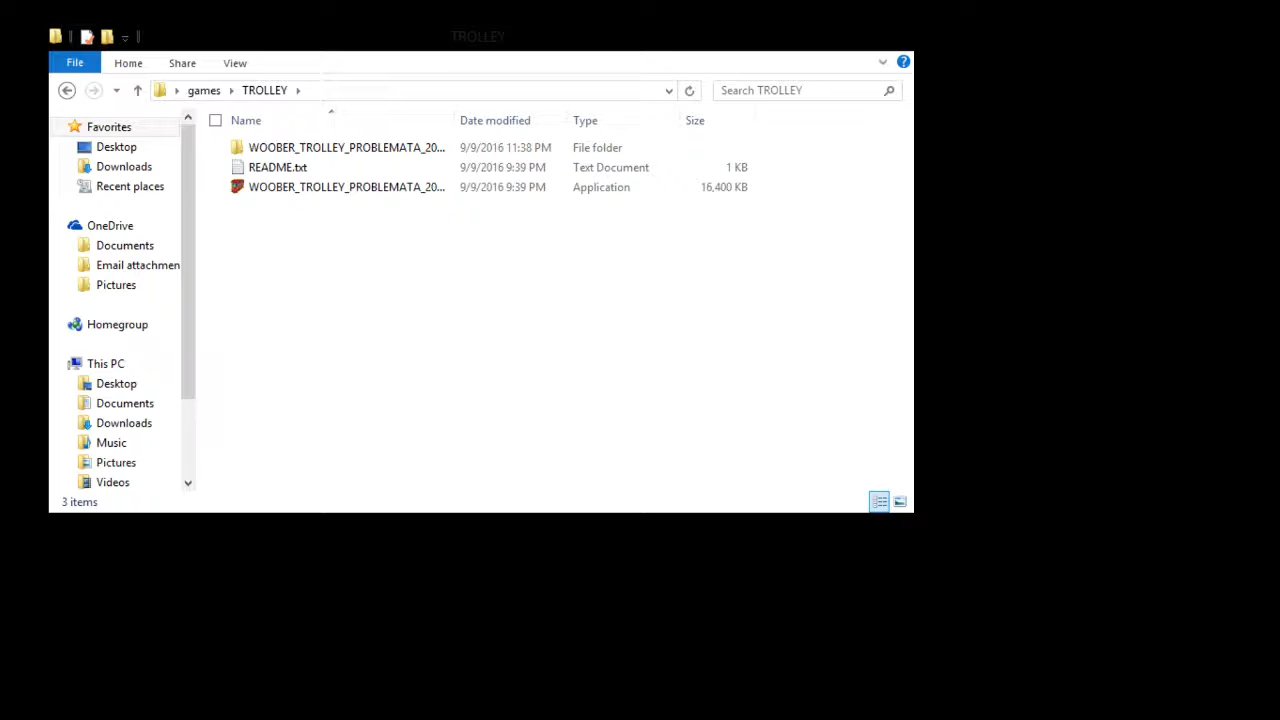 TROLLEY
File Home Share View
games TROLLEY Search TROLLEY
Name Date modified Type Size
WOOBER_TROLLEY_PROBLEMATA_20... 9/9/2016 11:38 PM File folder
README.txt 9/9/2016 9:39 PM Text Document 1 KB
WOOBER_TROLLEY_PROBLEMATA_20... 9/9/2016 9:39 PM Application 16,400 KB
Favorites
Desktop
Downloads
Recent places
OneDrive
Documents
Email attachmen
Pictures
Homegroup
This PC
Desktop
Documents
Downloads
Music
Pictures
Videos
3 items